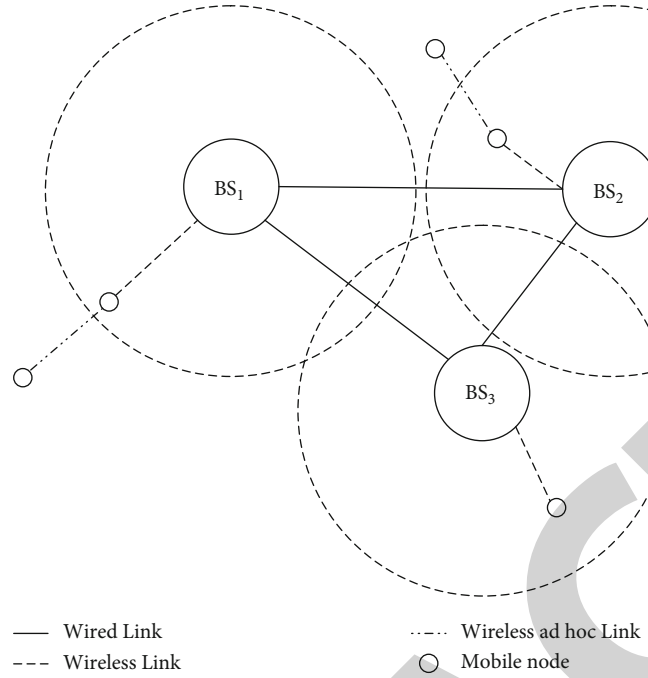 BS1
BS2
BS3
Wired Link
Wireless Link
Wireless ad hoc Link
Mobile node